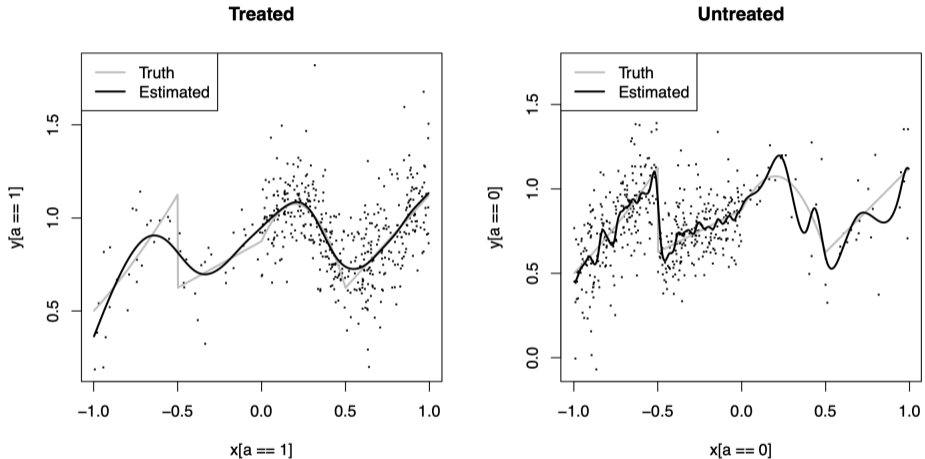 Treated
Truth
Estimated
y[a == 1]
0.5
1.0
1.5
−1.0
−0.5
0.0
0.5
1.0
x[a == 1]
Untreated
Truth
Estimated
y[a == 0]
0.0
0.5
1.0
1.5
−1.0
−0.5
0.0
0.5
1.0
x[a == 0]